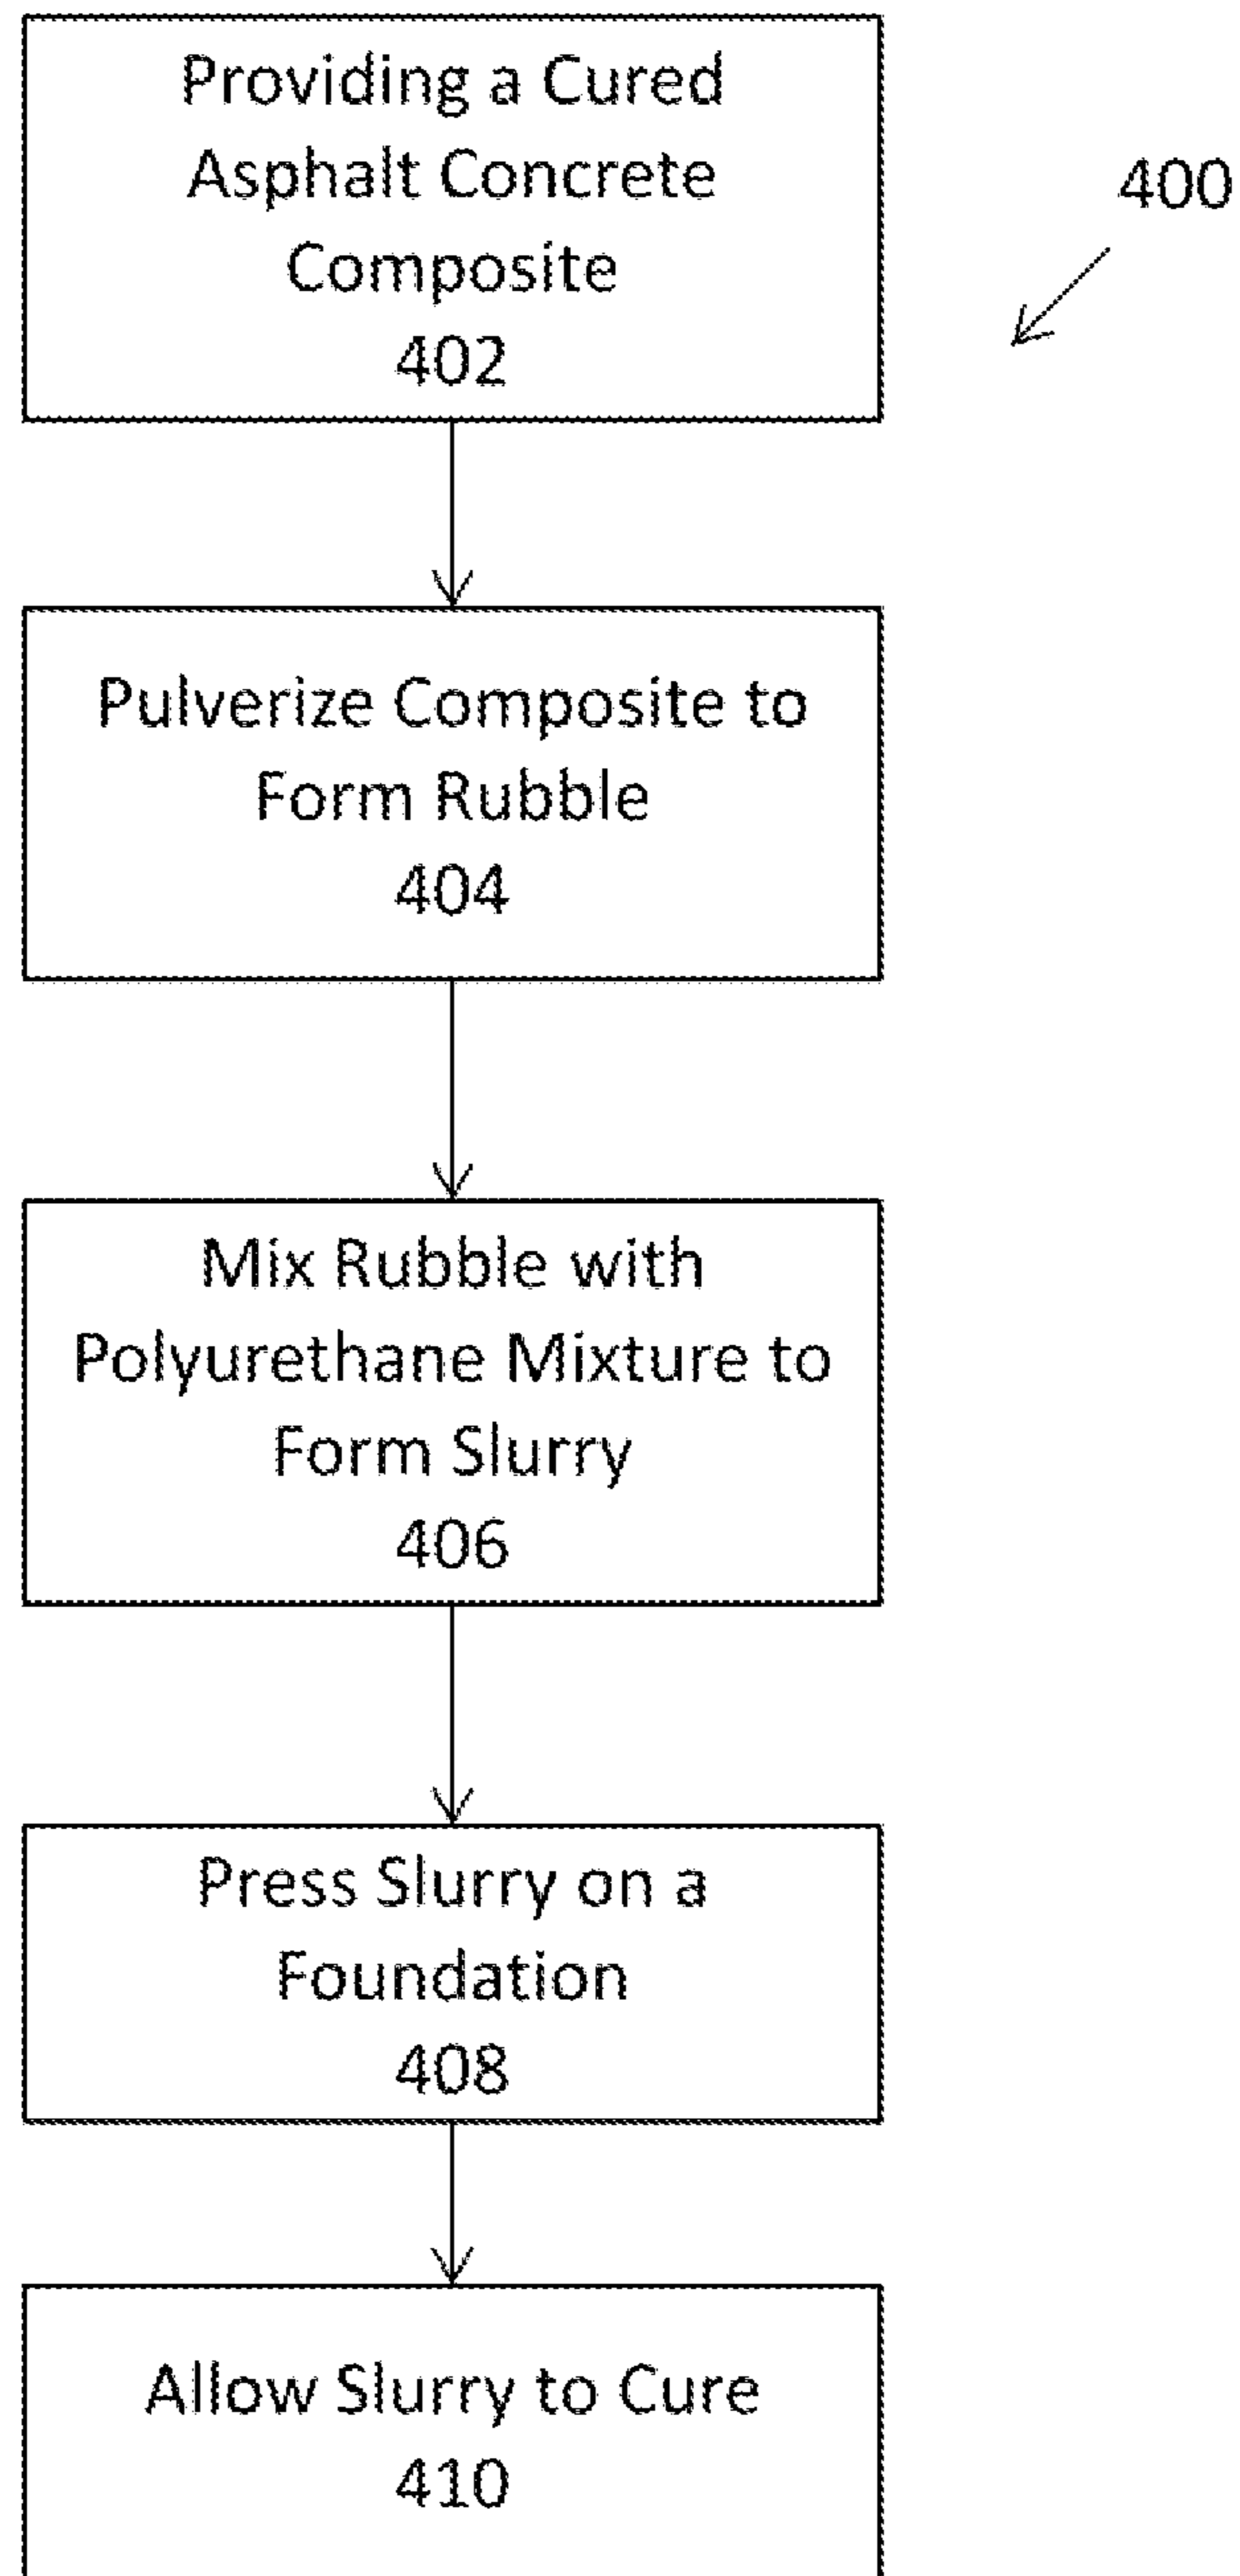 Providing a Cured
Asphalt Concrete
Composite
402
400
Pulverize Composite to
Form Rubble
404
Mix Rubble with
Polyurethane Mixture to
Form Slurry
406
Press Slurry on a
Foundation
408
Allow Slurry to Cure
410